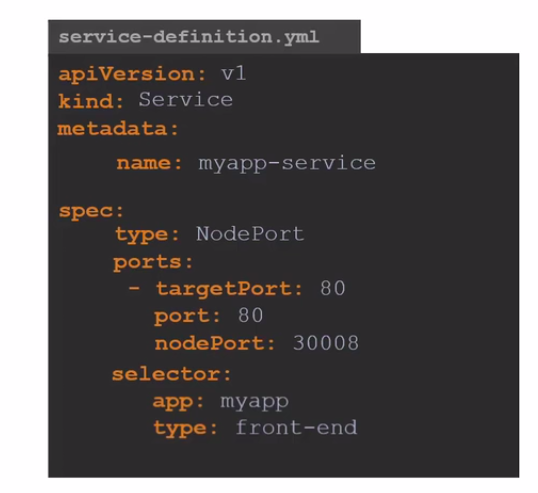 service-definition.yml
apiVersion: v1
kind: Service
metadata:
name: myapp-service
spec:
type: NodePort
ports:
- targetPort: 80
port: 80
nodePort: 30008
selector:
app: myapp
type: front-end